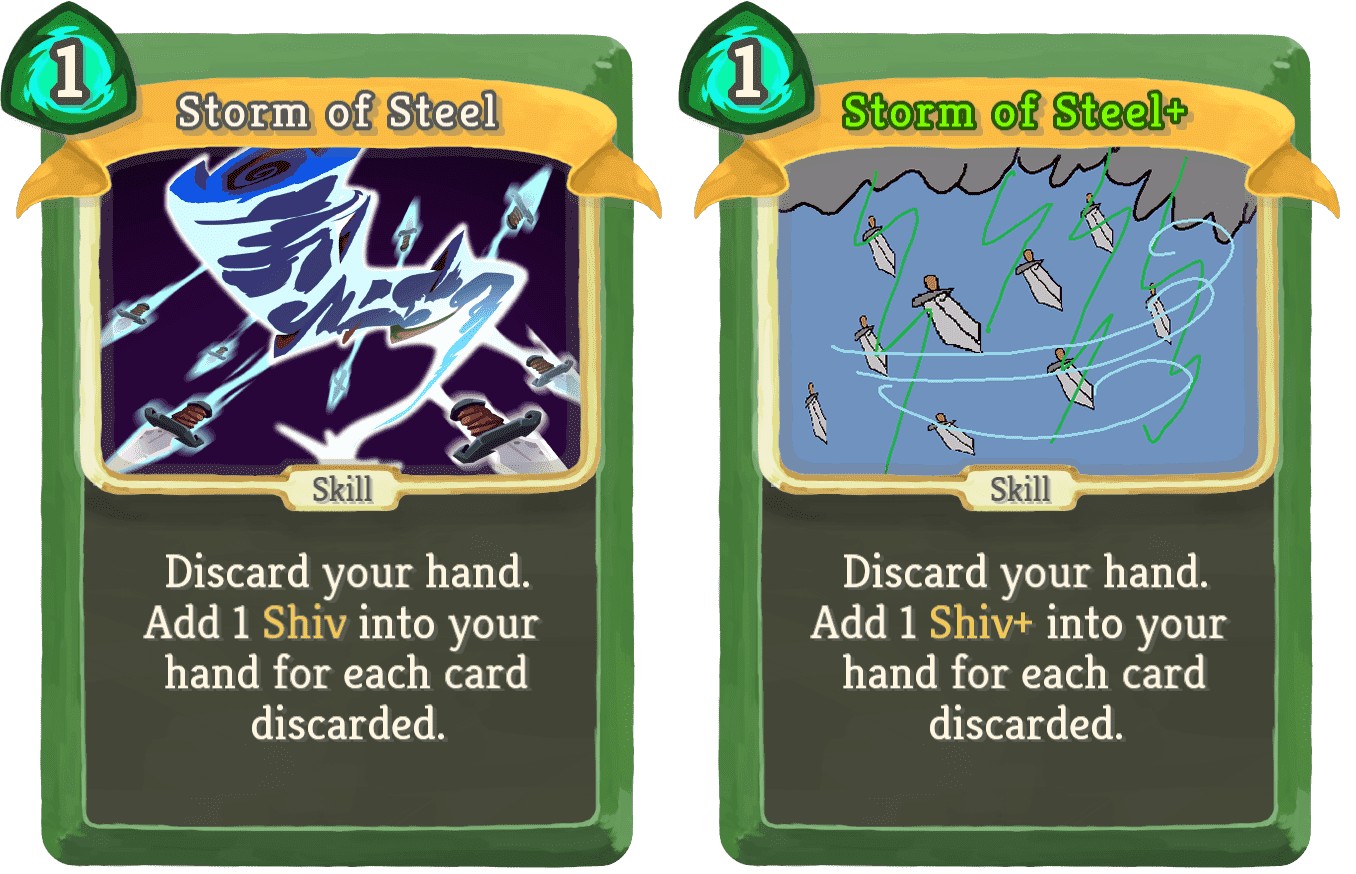 1
Storm of Steel
Skill
Discard your hand.
Add 1 Shiv into your
hand for each card
discarded.
1
Storm of Steel+
Skill
Discard your hand.
Add 1 Shiv+ into your
hand for each card
discarded.